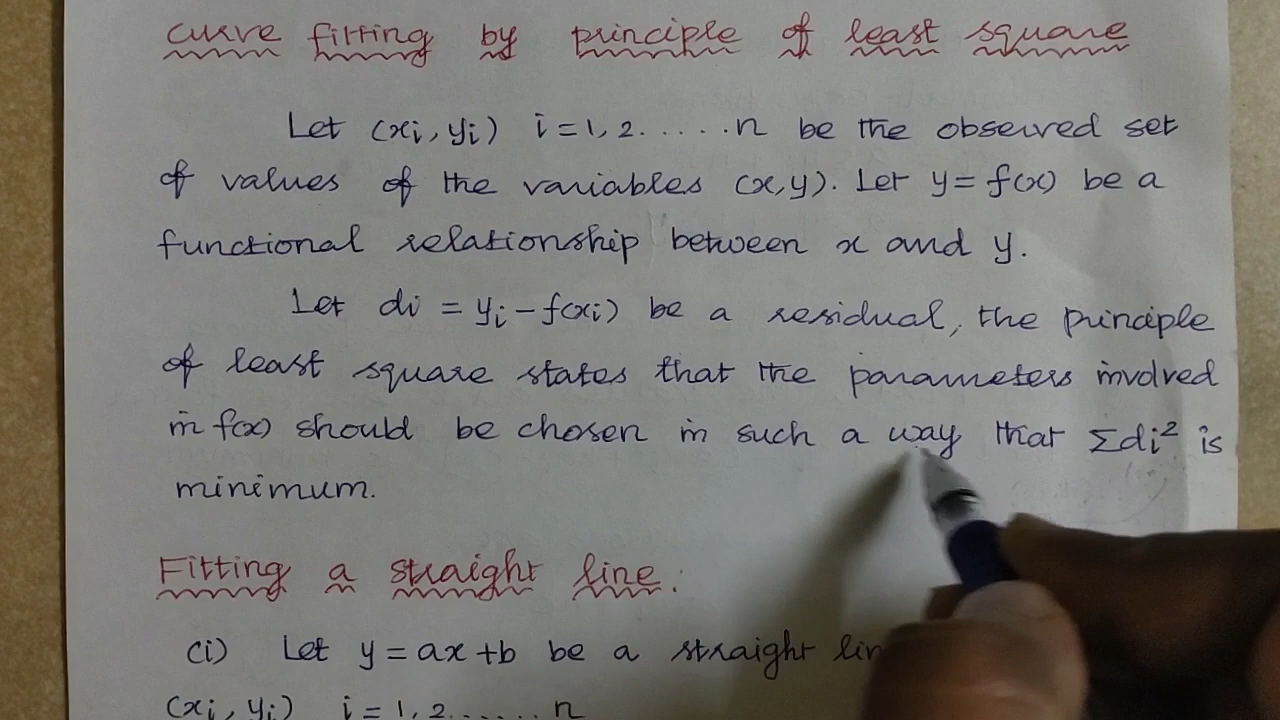 curve fitting by principle of least square
Let (xi, yi) i = 1, 2. . . . . . n be the observed set
of values of the variables (x, y). Let y = f(x) be a
functional relationship between x and y.
Let di = yi - f(xi) be a residual, the principle
of least square states that the parameters involved
in f(x) should be chosen in such a way that Σdi² is
minimum.
Fitting a straight line:
(i) Let y = ax + b be a straight
(xi, yi) i = 1, 2. . . . . . n